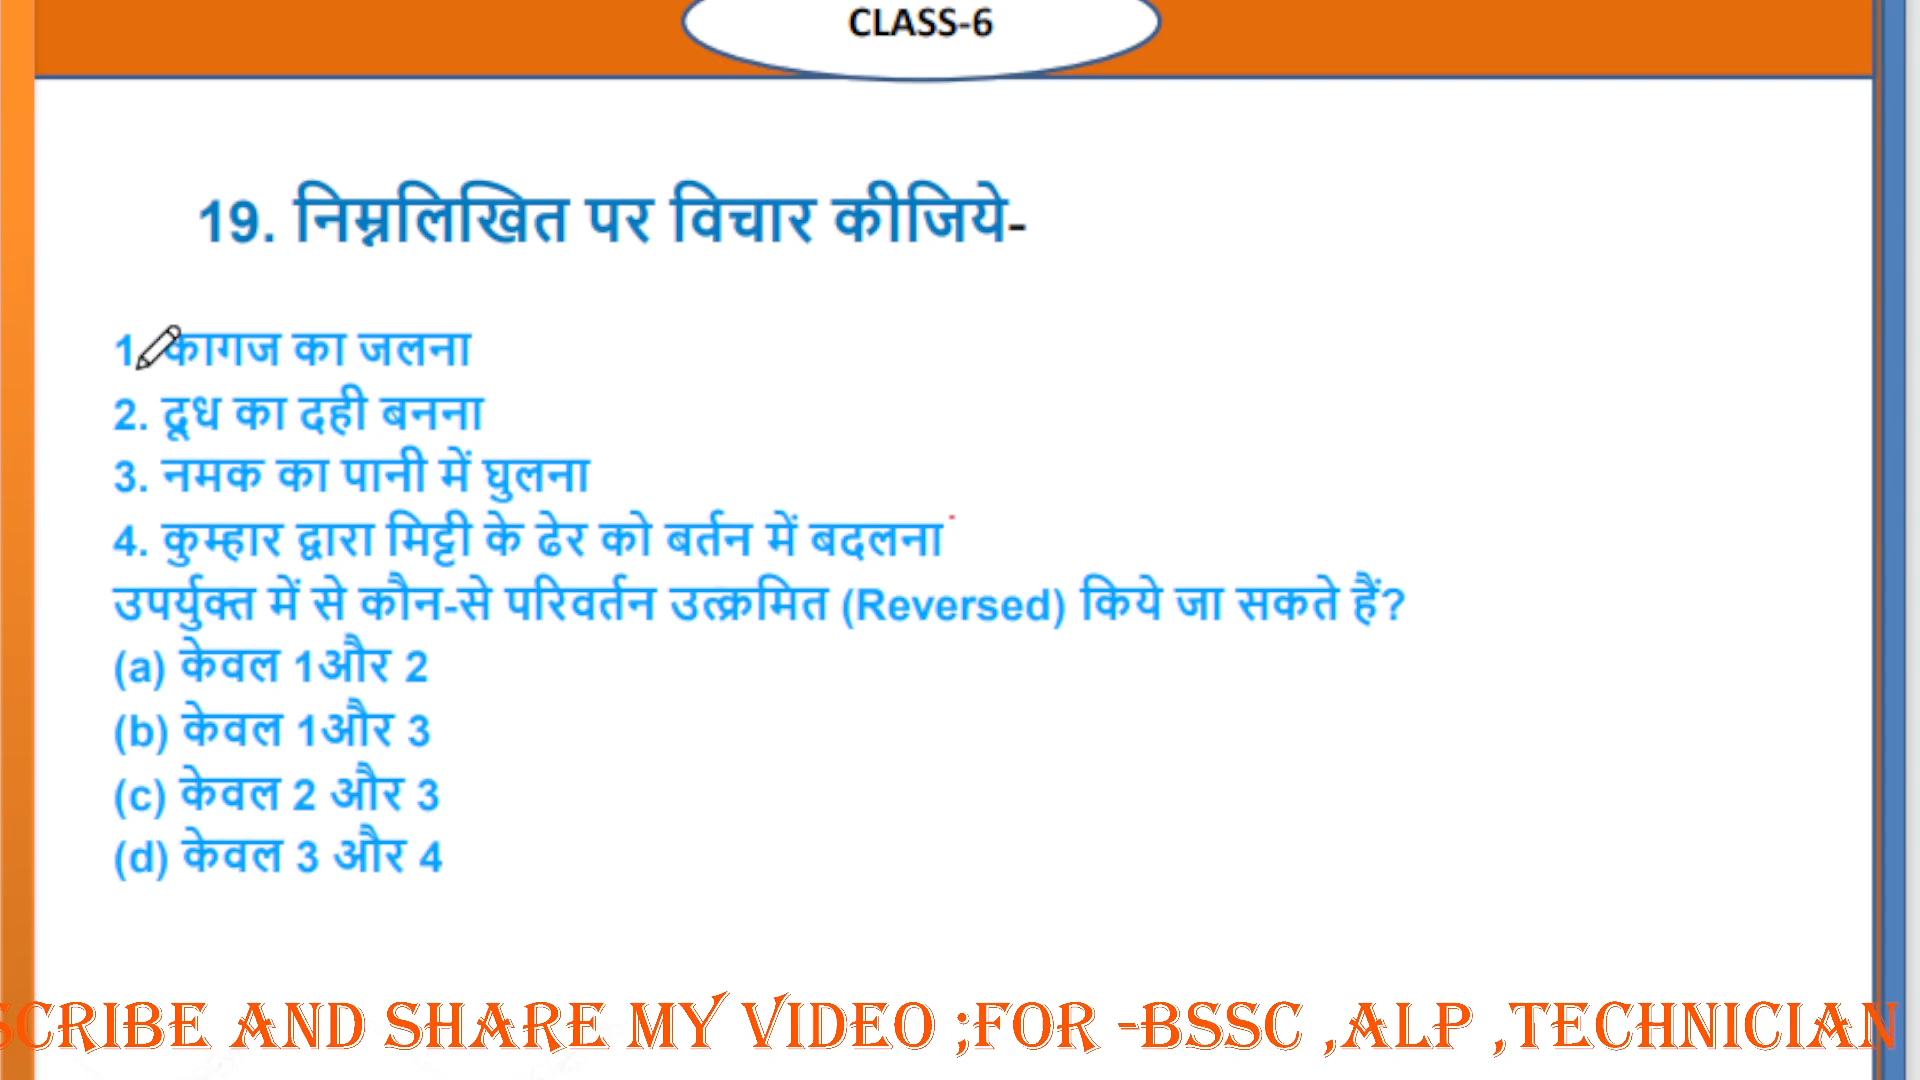 CLASS-6
19. निम्नलिखित पर विचार कीजिये-
1. कागज का जलना
2. दूध का दही बनना
3. नमक का पानी में घुलना
4. कुम्हार द्वारा मिट्टी के ढेर को बर्तन में बदलना
उपर्युक्त में से कौन-से परिवर्तन उत्क्रमित (Reversed) किये जा सकते हैं?
(a) केवल 1और 2
(b) केवल 1और 3
(c) केवल 2 और 3
(d) केवल 3 और 4
SCRIBE AND SHARE MY VIDEO ;FOR -BSSC ,ALP ,TECHNICIAN